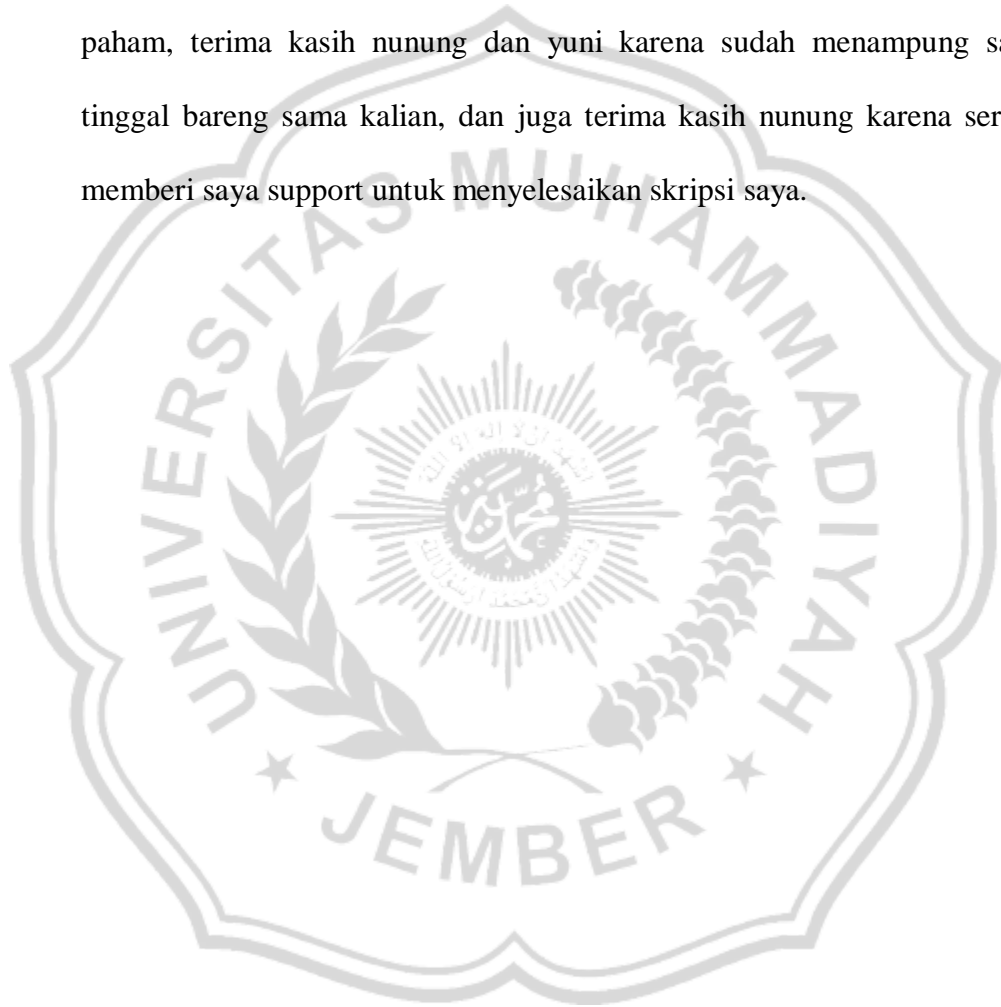 paham, terima kasih nunung dan yuni karena sudah menampung sa
tinggal bareng sama kalian, dan juga terima kasih nunung karena ser
memberi saya support untuk menyelesaikan skripsi saya.
UNIVERSITAS MUHAMMADIYAH
JEMBER